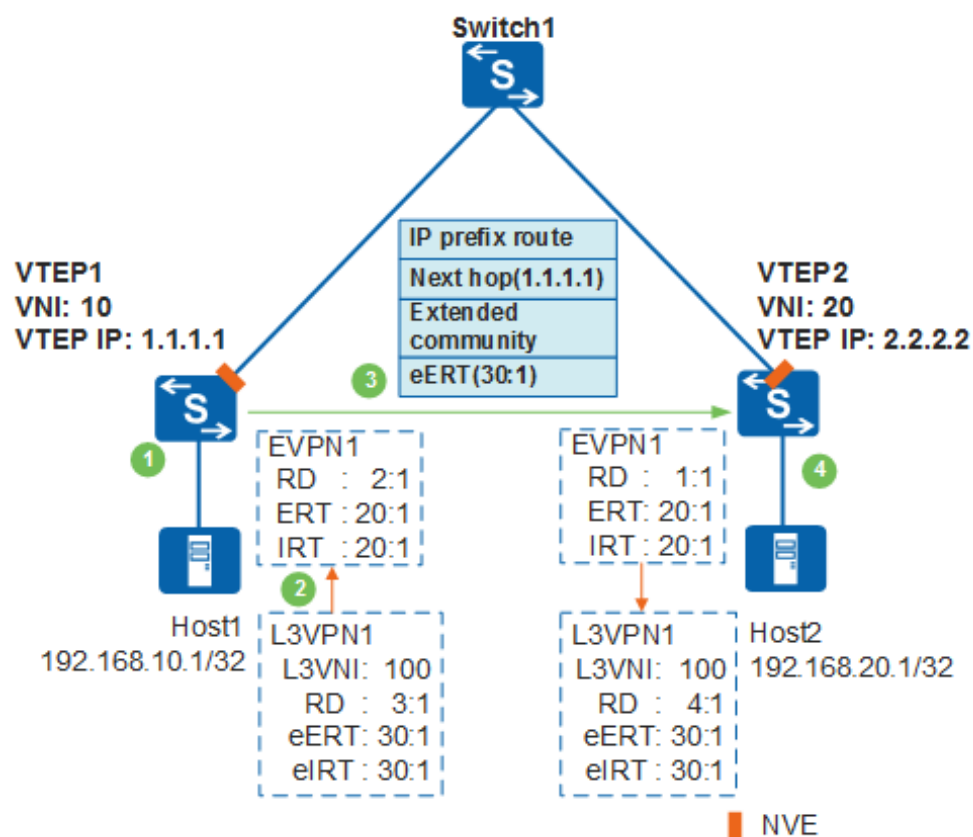 Switch1
S
IP prefix route
Next hop(1.1.1.1)
Extended
community
eERT(30:1)
VTEP1
VNI: 10
VTEP IP: 1.1.1.1
VTEP2
VNI: 20
VTEP IP: 2.2.2.2
3
S
S
1
EVPN1
RD : 2:1
ERT : 20:1
IRT : 20:1
EVPN1
RD : 1:1
ERT: 20:1
IRT : 20:1
4
2
Host1
192.168.10.1/32
L3VPN1
L3VNI: 100
RD : 3:1
eERT: 30:1
eIRT: 30:1
L3VPN1
L3VNI: 100
RD : 4:1
eERT: 30:1
eIRT: 30:1
Host2
192.168.20.1/32
NVE